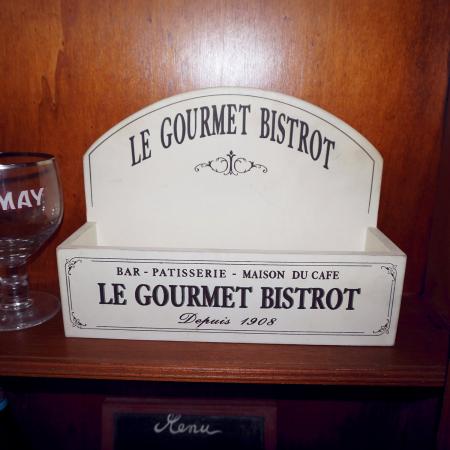 LE GOURMET BISTROT
MAY
BAR - PATISSERIE - MAISON DU CAFE
LE GOURMET BISTROT
Depuis 1908
Menu